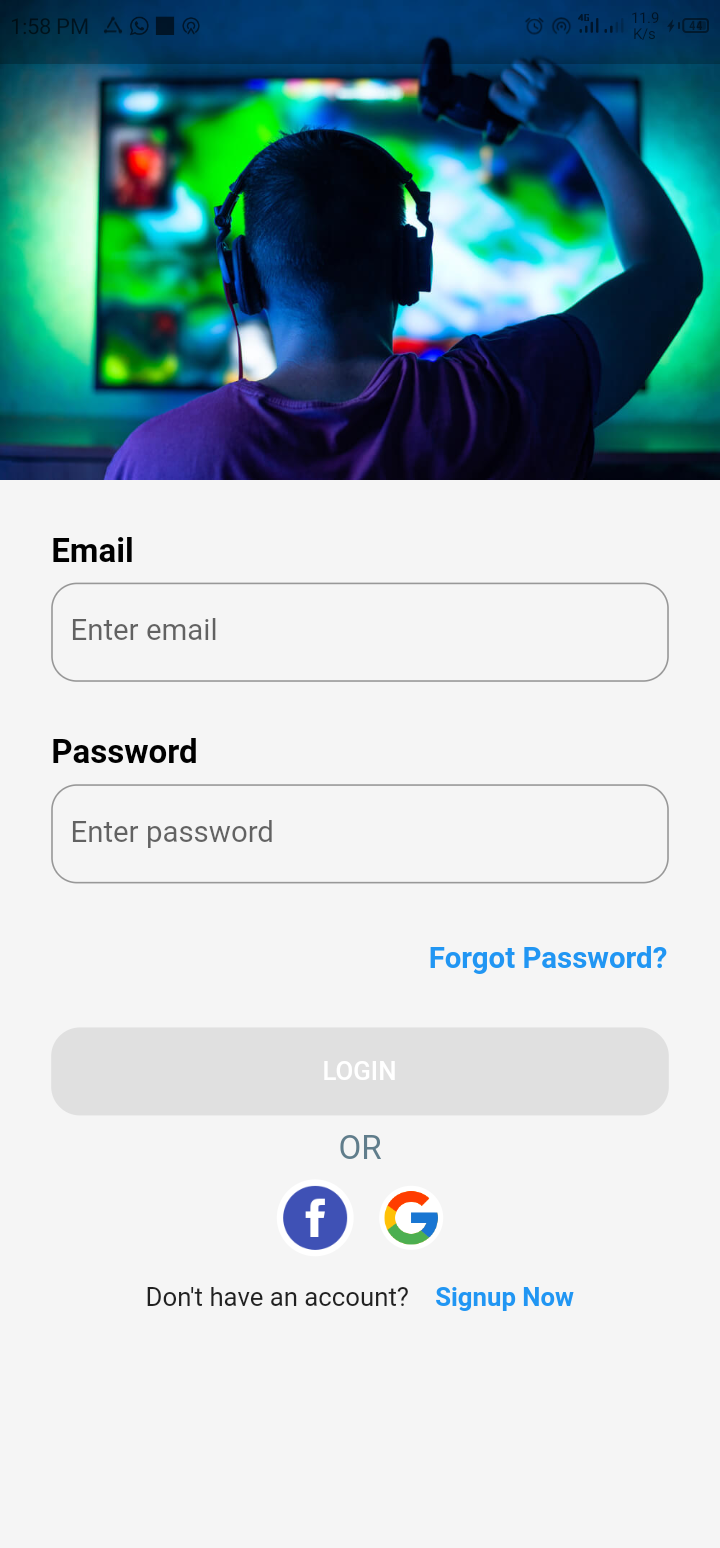 1:58 PM 4G 11.9
K/s
Email
Enter email
Password
Enter password
Forgot Password?
LOGIN
OR
f G
Don't have an account? Signup Now